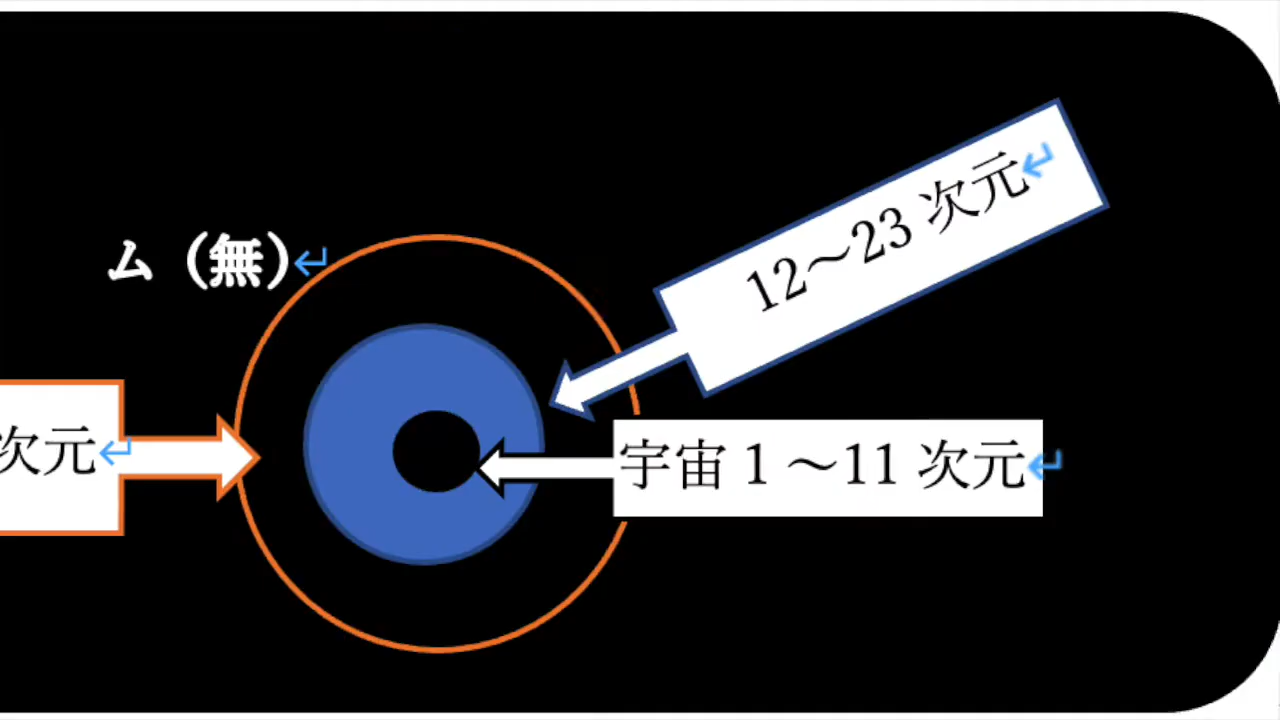 12～23 次元
ム（無）
次元
宇宙 1 ～11 次元